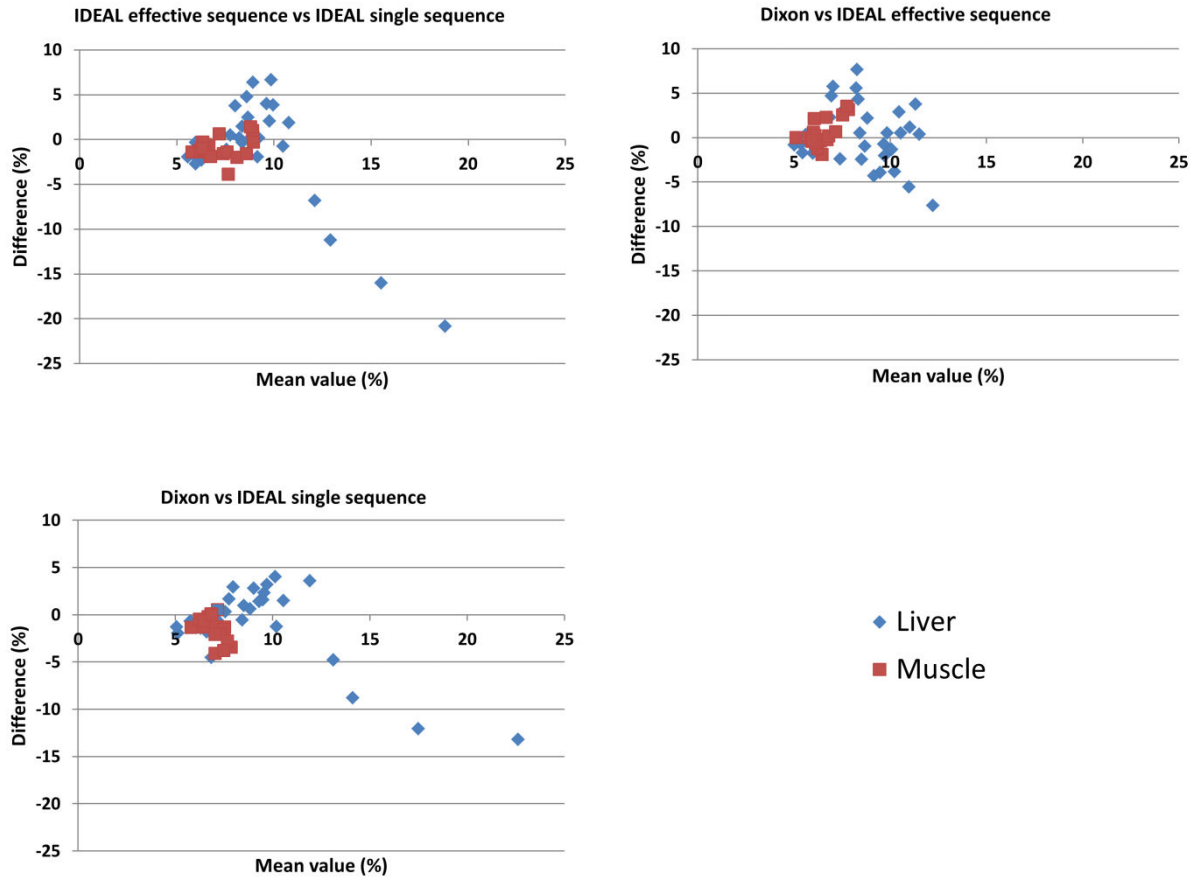 IDEAL effective sequence vs IDEAL single sequence
10
5
0
-5
-10
-15
-20
-25
0 5 10 15 20 25
Difference (%)
Mean value (%)
Dixon vs IDEAL effective sequence
10
5
0
-5
-10
-15
-20
-25
0 5 10 15 20 25
Difference (%)
Mean value (%)
Dixon vs IDEAL single sequence
10
5
0
-5
-10
-15
-20
-25
0 5 10 15 20 25
Difference (%)
Mean value (%)
Liver
Muscle